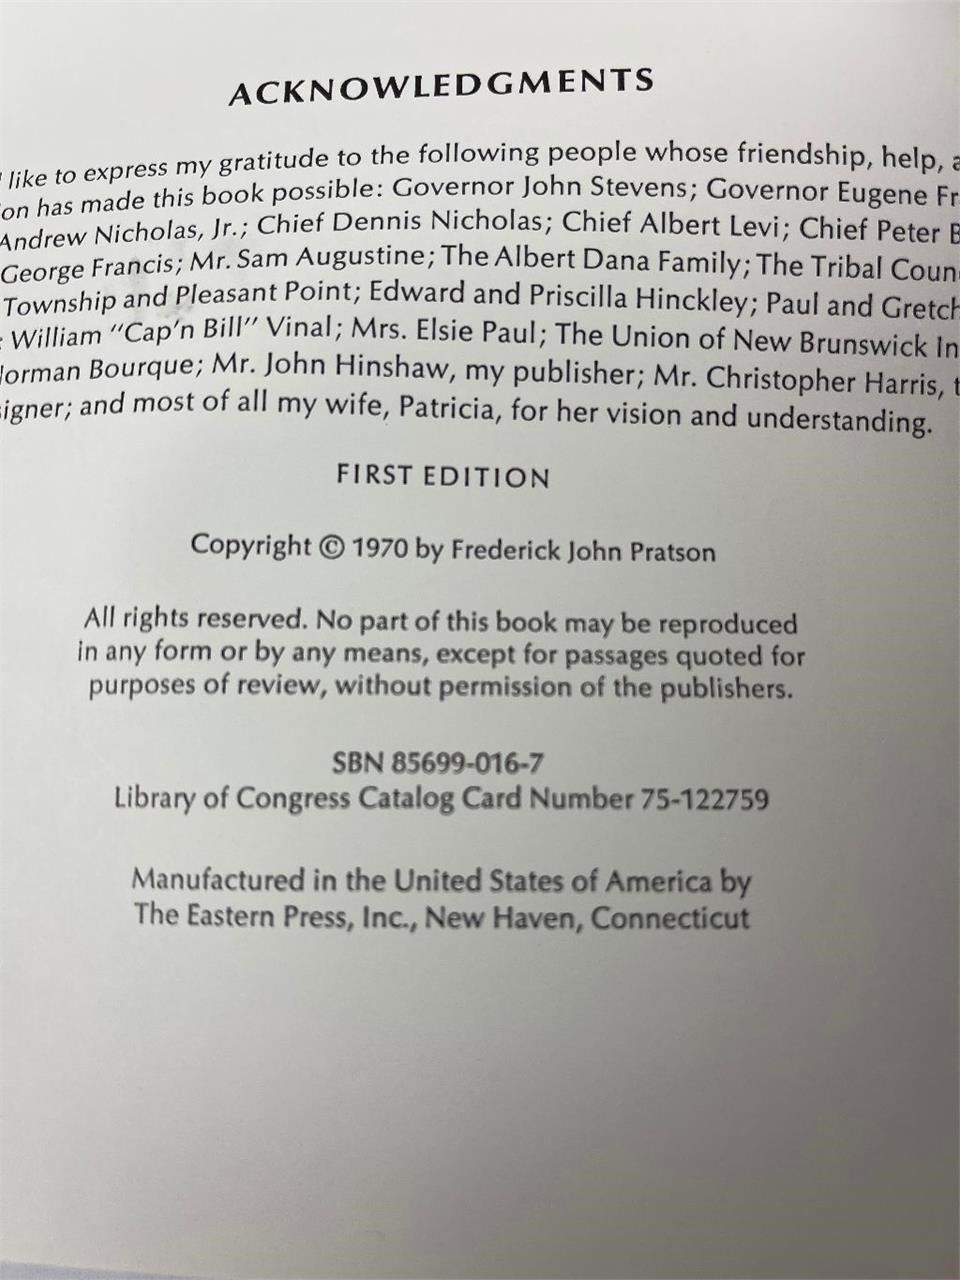 ACKNOWLEDGMENTS
like to express my gratitude to the following people whose friendship, help, a
on has made this book possible: Governor John Stevens; Governor Eugene Fr
Andrew Nicholas, Jr.; Chief Dennis Nicholas; Chief Albert Levi; Chief Peter B
George Francis; Mr. Sam Augustine; The Albert Dana Family; The Tribal Coun
Township and Pleasant Point; Edward and Priscilla Hinckley; Paul and Gretch
; William "Cap'n Bill" Vinal; Mrs. Elsie Paul; The Union of New Brunswick In
Norman Bourque; Mr. John Hinshaw, my publisher; Mr. Christopher Harris, t
signer; and most of all my wife, Patricia, for her vision and understanding.
FIRST EDITION
Copyright © 1970 by Frederick John Pratson
All rights reserved. No part of this book may be reproduced
in any form or by any means, except for passages quoted for
purposes of review, without permission of the publishers.
SBN 85699-016-7
Library of Congress Catalog Card Number 75-122759
Manufactured in the United States of America by
The Eastern Press, Inc., New Haven, Connecticut